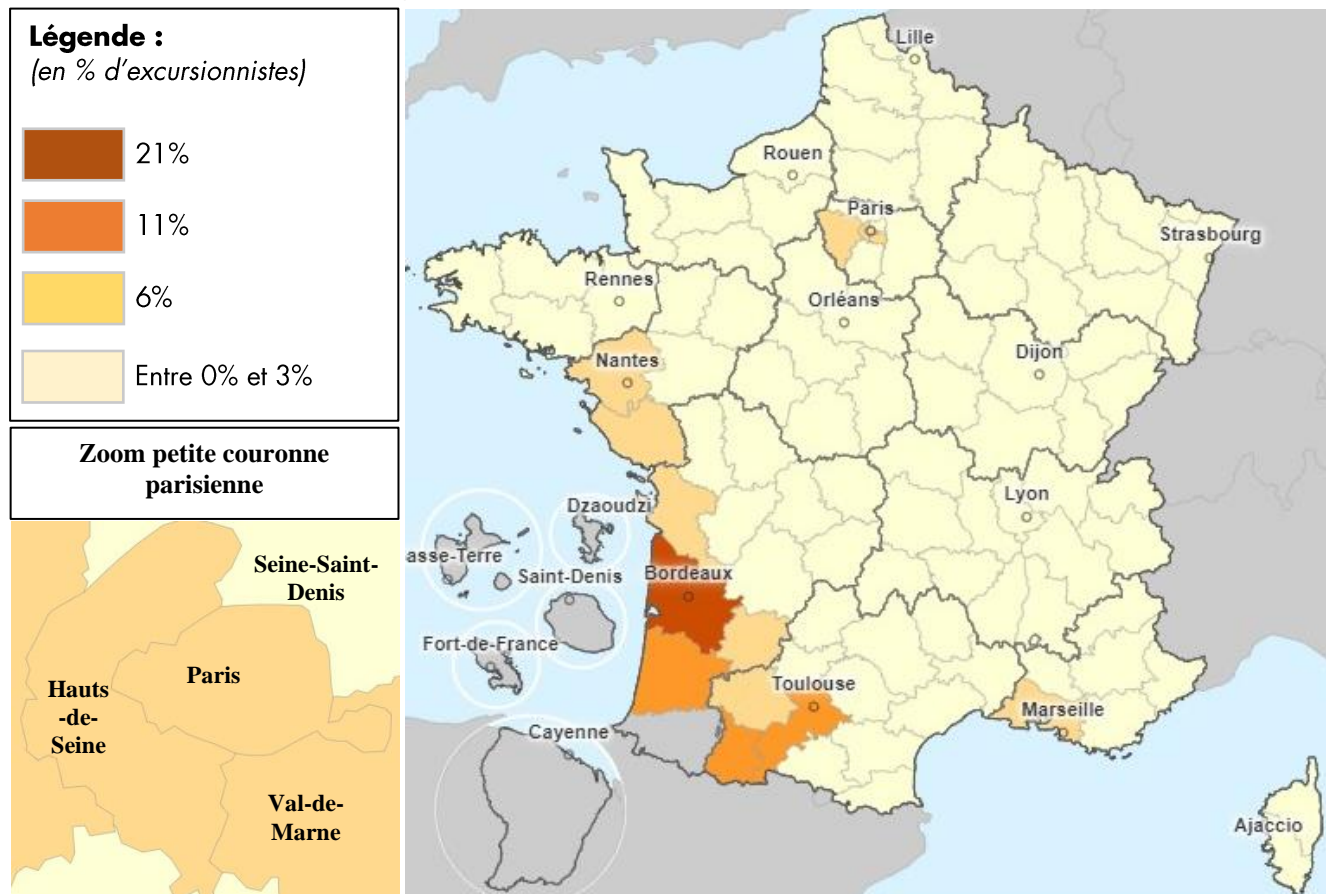 Légende :
(en % d'excursionnistes)
21%
11%
6%
Entre 0% et 3%
Zoom petite couronne
parisienne
Seine-Saint-
Denis
Paris
Hauts
-de-
Seine
Val-de-
Marne
Lille
Rouen
Paris
Strasbourg
Rennes
Orléans
Dijon
Nantes
Lyon
Dzaoudzi
asse-Terre
Saint-Denis
Bordeaux
Fort-de-France
Toulouse
Marseille
Cayenne
Ajaccio